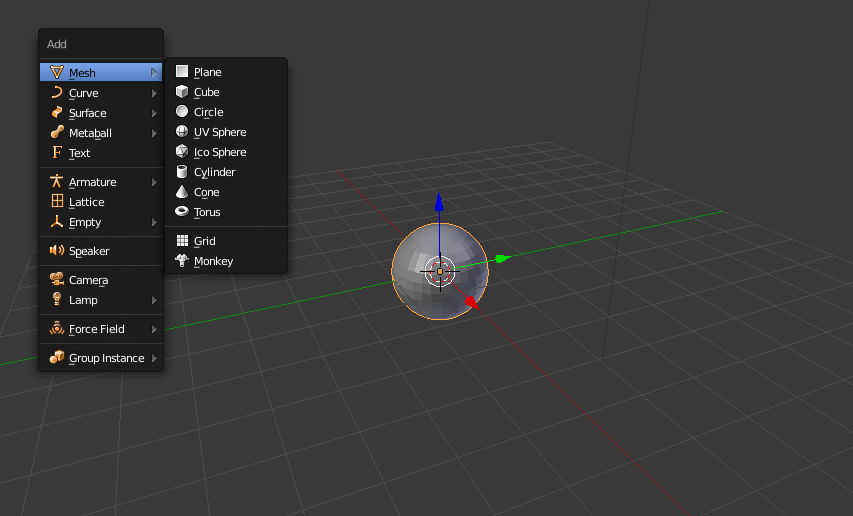 Add
Mesh
Curve
Surface
Metaball
Text
Armature
Lattice
Empty
Speaker
Camera
Lamp
Force Field
Group Instance
Plane
Cube
Circle
UV Sphere
Ico Sphere
Cylinder
Cone
Torus
Grid
Monkey